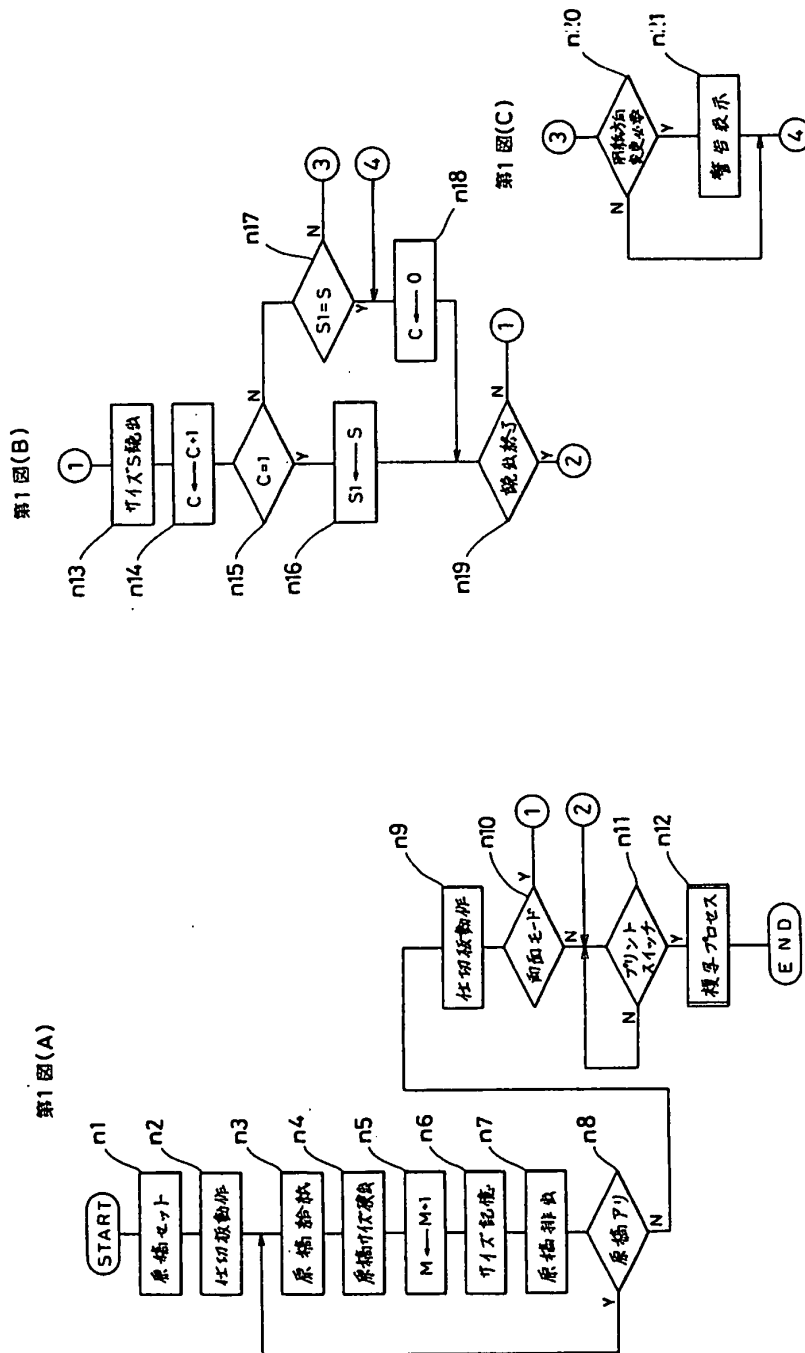 第1図(A)
START
n1
原稿セット
n2
仕切板動作
n3
原稿給紙
n4
原稿サイズ検出
n5
M←M+1
n6
サイズ記憶
n7
原稿排出
n8
原稿アリ
Y
N
n9
仕切板動作
n10
両面モード
Y
1
N
2
n11
プリント
スイッチ
N
Y
n12
複写プロセス
END
第1図(B)
1
n13
サイズS読出
n14
C←C+1
n15
C=1
N
Y
n16
S1←S
n17
S1=S
N
3
Y
4
n18
C←0
n19
読出終了
N
1
Y
2
第1図(C)
3
n20
用紙方向
変更必要
N
Y
n21
警告表示
4